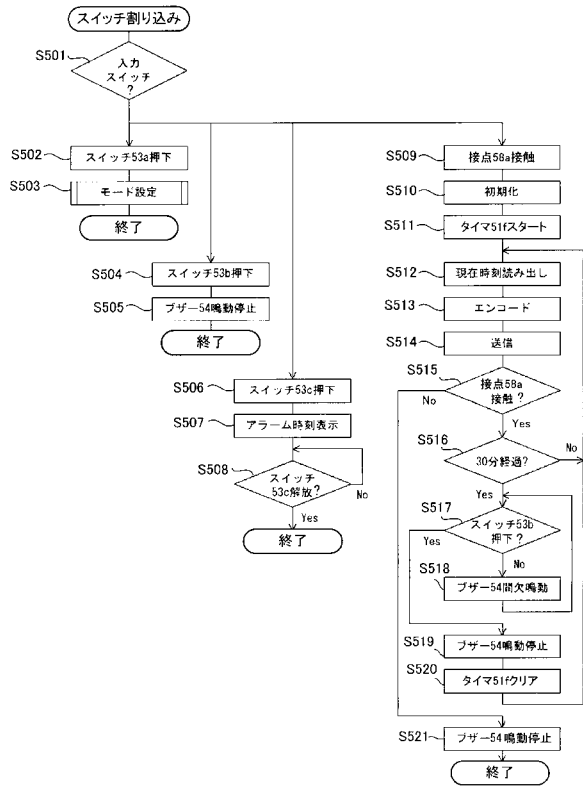 スイッチ割り込み
S501
入力
スイッチ
?
S502
スイッチ53a押下
S503
モード設定
終了
S504
スイッチ53b押下
S505
ブザー54鳴動停止
終了
S506
スイッチ53c押下
S507
アラーム時刻表示
S508
スイッチ
53c解放?
No
Yes
終了
S509
接点58a接触
S510
初期化
S511
タイマ51fスタート
S512
現在時刻読み出し
S513
エンコード
S514
送信
S515
接点58a
接触?
No
Yes
S516
30分経過?
No
Yes
S517
スイッチ53b
押下?
Yes
No
S518
ブザー54間欠鳴動
S519
ブザー54鳴動停止
S520
タイマ51fクリア
S521
ブザー54鳴動停止
終了